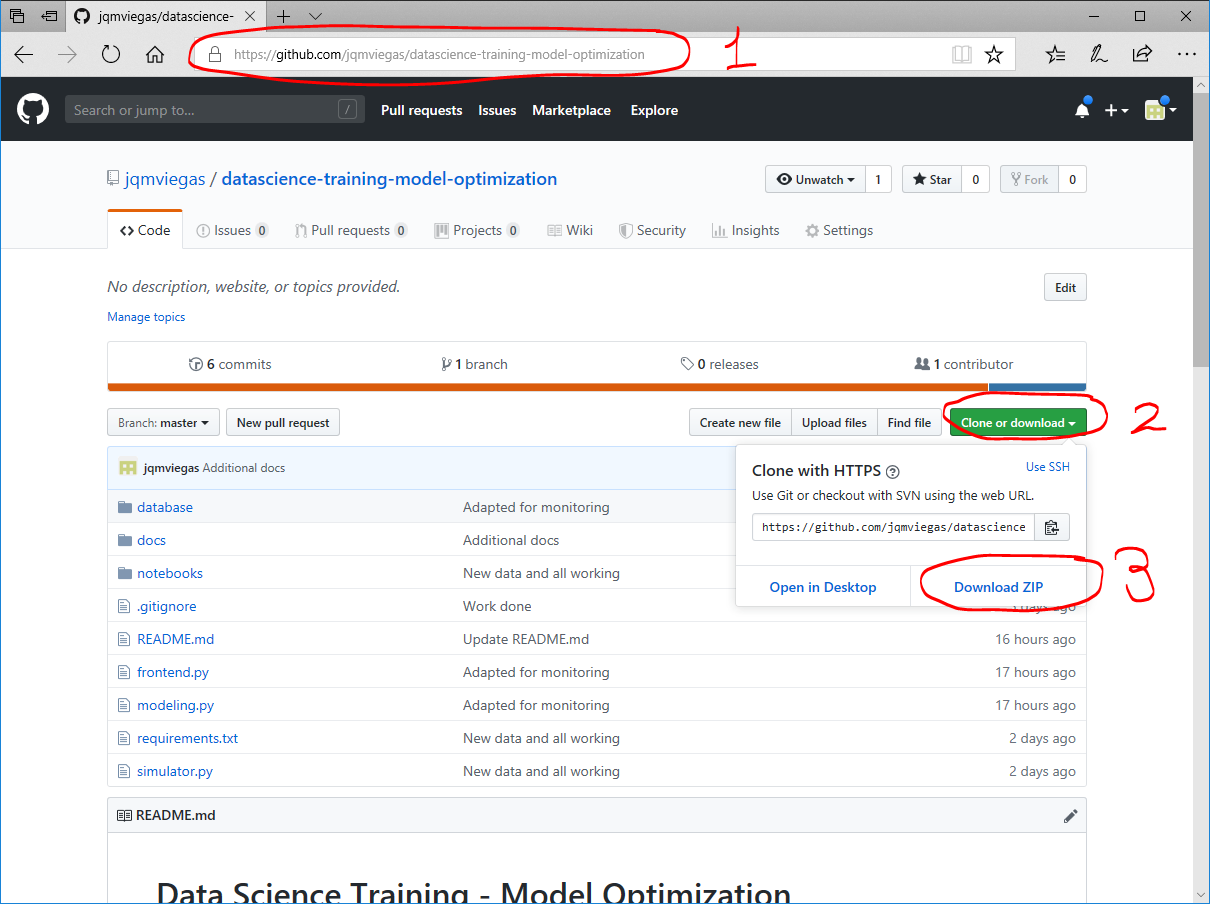 jqmviegas/datascience-
https://github.com/jqmviegas/datascience-training-model-optimization
1
Search or jump to...
/
Pull requests Issues Marketplace Explore
jqmviegas / datascience-training-model-optimization
Unwatch 1 Star 0 Fork 0
Code Issues 0 Pull requests 0 Projects 0 Wiki Security Insights Settings
No description, website, or topics provided.
Edit
Manage topics
6 commits 1 branch 0 releases 1 contributor
Branch: master New pull request Create new file Upload files Find file Clone or download
2
jqmviegas Additional docs
Clone with HTTPS ? Use SSH
Use Git or checkout with SVN using the web URL.
https://github.com/jqmviegas/datascience
Open in Desktop Download ZIP
3
database Adapted for monitoring
docs Additional docs
notebooks New data and all working
.gitignore Work done days ago
README.md Update README.md 16 hours ago
frontend.py Adapted for monitoring 17 hours ago
modeling.py Adapted for monitoring 17 hours ago
requirements.txt New data and all working 2 days ago
simulator.py New data and all working 2 days ago
README.md
Data Science Training - Model Optimization